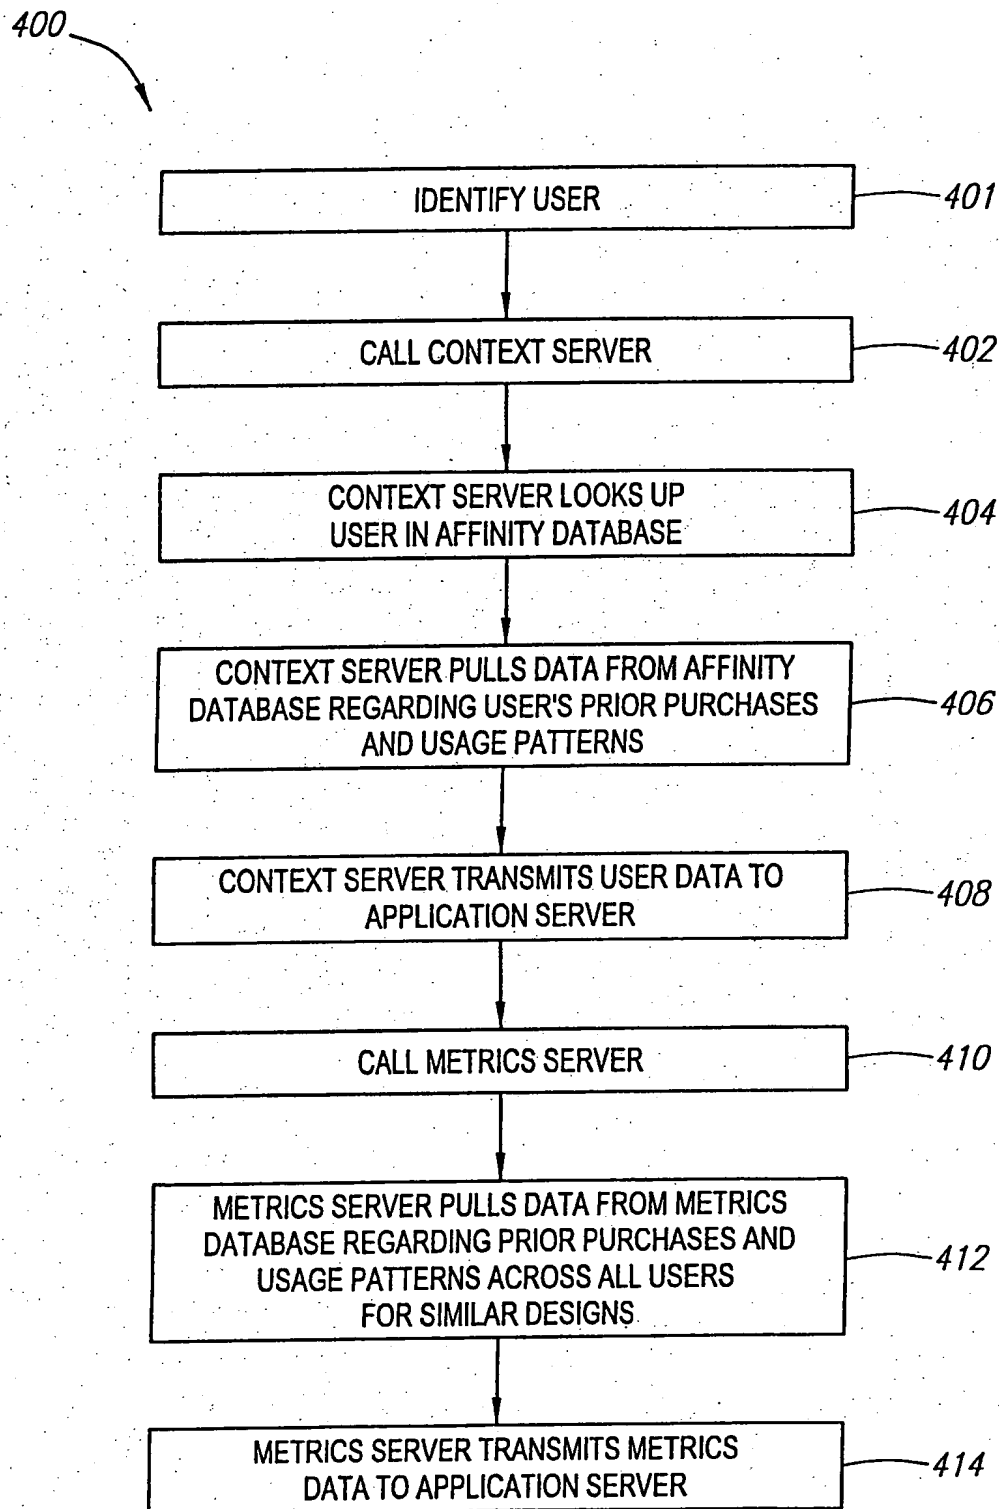 400
IDENTIFY USER
401
CALL CONTEXT SERVER
402
CONTEXT SERVER LOOKS UP
USER IN AFFINITY DATABASE
404
CONTEXT SERVER PULLS DATA FROM AFFINITY
DATABASE REGARDING USER'S PRIOR PURCHASES
AND USAGE PATTERNS
406
CONTEXT SERVER TRANSMITS USER DATA TO
APPLICATION SERVER
408
CALL METRICS SERVER
410
METRICS SERVER PULLS DATA FROM METRICS
DATABASE REGARDING PRIOR PURCHASES AND
USAGE PATTERNS ACROSS ALL USERS
FOR SIMILAR DESIGNS
412
METRICS SERVER TRANSMITS METRICS
DATA TO APPLICATION SERVER
414